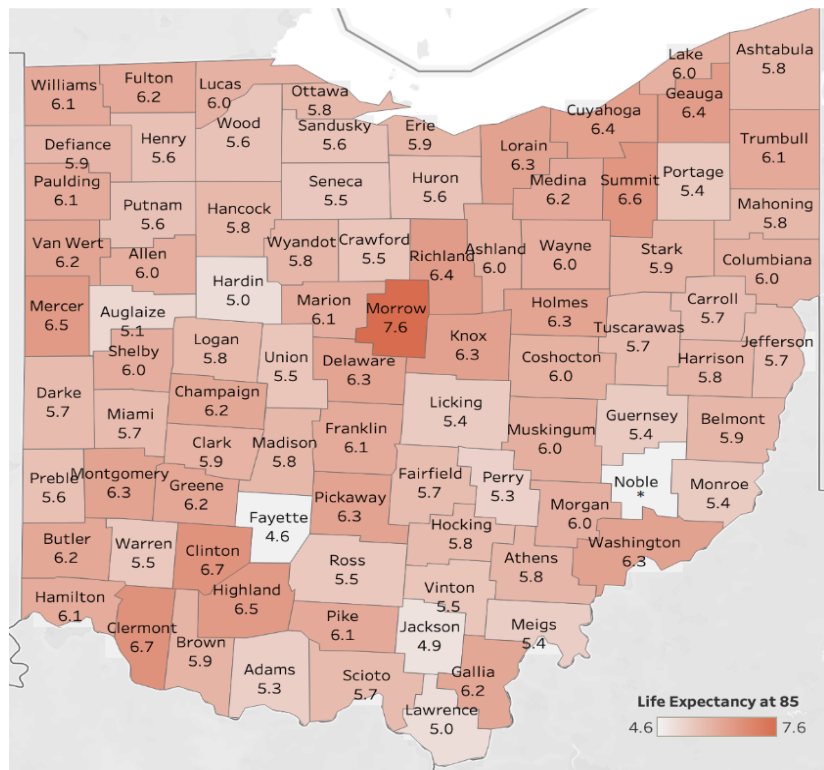 Williams
6.1
Fulton
6.2
Lucas
6.0
Ottawa
5.8
Lake
6.0
Ashtabula
5.8
Geauga
6.4
Cuyahoga
6.4
Defiance
5.9
Henry
5.6
Wood
5.6
Sandusky
5.6
Erie
5.9
Lorain
6.3
Trumbull
6.1
Paulding
6.1
Putnam
5.6
Hancock
5.8
Seneca
5.5
Huron
5.6
Medina
6.2
Summit
6.6
Portage
5.4
Mahoning
5.8
Van Wert
6.2
Allen
6.0
Hardin
5.0
Wyandot
5.8
Crawford
5.5
Richland
6.4
Ashland
6.0
Wayne
6.0
Stark
5.9
Columbiana
6.0
Mercer
6.5
Auglaize
5.1
Marion
6.1
Morrow
7.6
Holmes
6.3
Carroll
5.7
Tuscarawas
5.7
Jefferson
5.7
Shelby
6.0
Logan
5.8
Union
5.5
Delaware
6.3
Knox
6.3
Coshocton
6.0
Harrison
5.8
Darke
5.7
Miami
5.7
Champaign
6.2
Licking
5.4
Guernsey
5.4
Belmont
5.9
Clark
5.9
Madison
5.8
Franklin
6.1
Muskingum
6.0
Preble
5.6
Montgomery
6.3
Greene
6.2
Fayette
4.6
Pickaway
6.3
Fairfield
5.7
Perry
5.3
Morgan
6.0
Noble
*
Monroe
5.4
Butler
6.2
Warren
5.5
Clinton
6.7
Ross
5.5
Hocking
5.8
Athens
5.8
Washington
6.3
Hamilton
6.1
Clermont
6.7
Highland
6.5
Pike
6.1
Vinton
5.5
Jackson
4.9
Meigs
5.4
Brown
5.9
Adams
5.3
Scioto
5.7
Gallia
6.2
Lawrence
5.0
Life Expectancy at 85
4.6 7.6